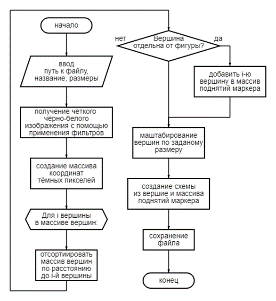 начало
ввод
путь к файлу,
название, размеры
получение четкого
черно-белого
изображения с помощью
применения фильтров
создание массива
координат
тёмных пикселей
Для i вершины
в массиве вершин:
отсортировать
массив вершин
по расстоянию
до i-й вершины
нет
Вершина
отдельна от фигуры?
да
добавить i-ю
вершину в массив
поднятий маркера
маштабирование
вершин по заданому
размеру
создание схемы
из вершие и массива
поднятий маркера
сохранение
файла
конец